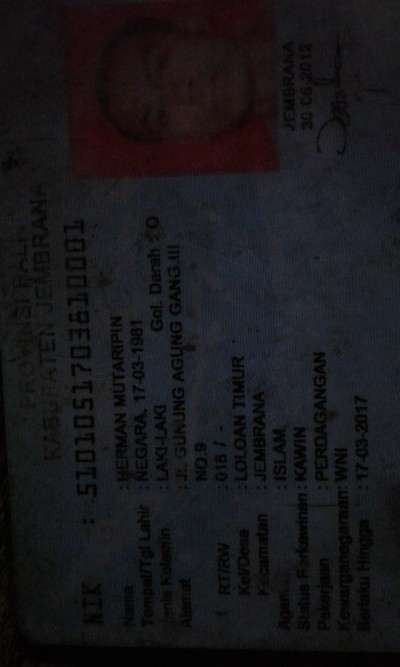 PROVINSI BALI
KABUPATEN JEMBRANA
NIK : 5101051703810001
Nama : HERMAN MUTARIPIN
Tempat/Tgl Lahir : NEGARA, 17-03-1981
Jenis Kelamin : LAKI-LAKI Gol. Darah : O
Alamat : JL. GUNUNG AGUNG GANG.III
NO.9
RT/RW : 016 / -
Kel/Desa : LOLOAN TIMUR
Kecamatan : JEMBRANA
Agama : ISLAM
Status Perkawinan : KAWIN
Pekerjaan : PERDAGANGAN
Kewarganegaraan: WNI
Berlaku Hingga : 17-03-2017
JEMBRANA
30-06-2012